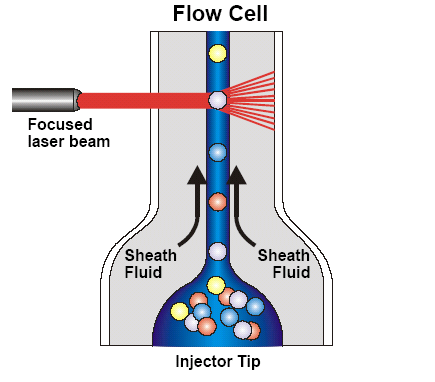 Flow Cell
Focused
laser beam
Sheath
Fluid
Sheath
Fluid
Injector Tip